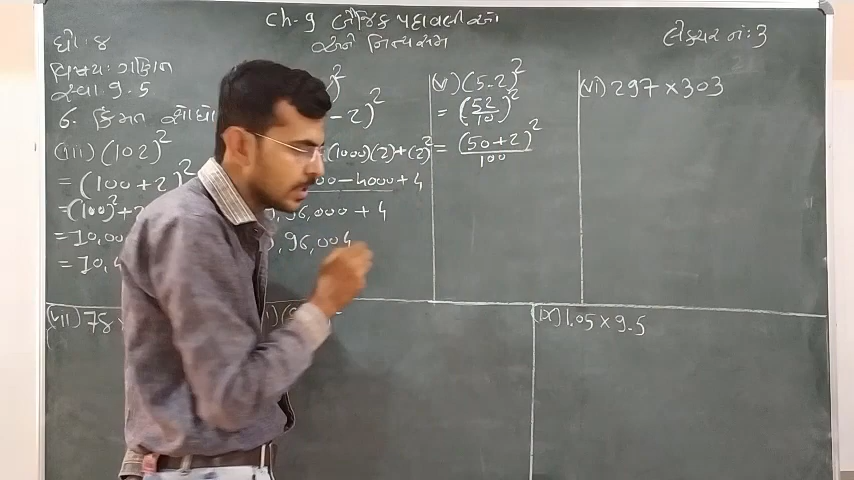 ch-9 બૈજિક પદાવલીઓ
અને નિત્યસમ
લેક્ચર નં: 3
ધો: ૪
વિષય: ગણિત
સ્વા. 9.5
6. કિંમત શોધો
(iii) (102)²
= (100+2)²
=(100)²+2
=10,00
= 10,4
)²
- 2)²
(1000)(2)+(2)²
00 - 4000 + 4
96,000 + 4
,96,004
(v) (5.2)²
= (52/10)²
= (50+2)²/100
(vi) 297 × 303
(vii) 78
(ix) 1.05 × 9.5